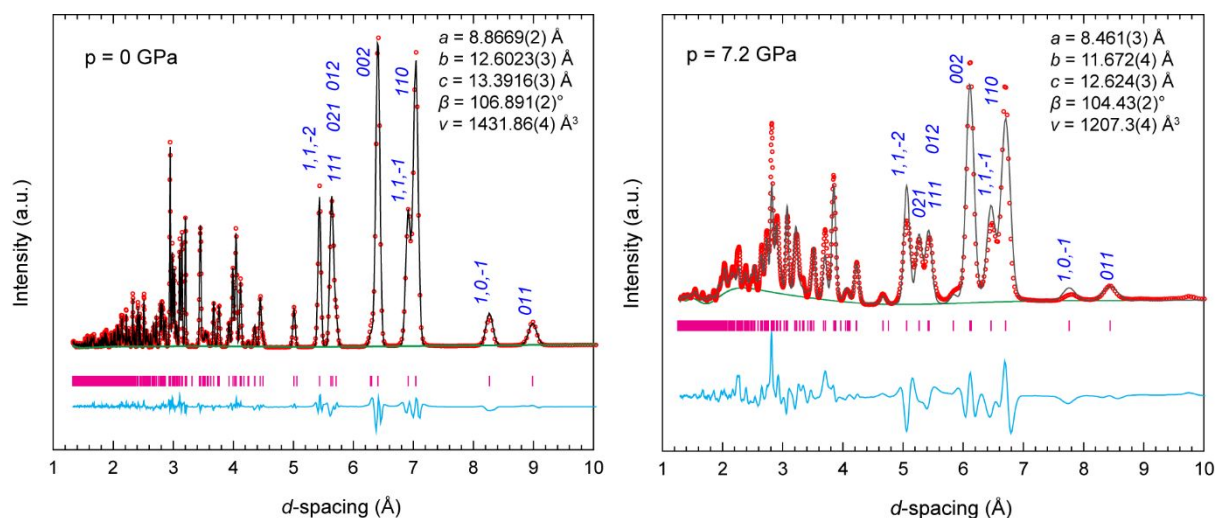 p = 0 GPa
a = 8.8669(2) Å
b = 12.6023(3) Å
c = 13.3916(3) Å
β = 106.891(2)°
v = 1431.86(4) Å³
1,1,-2
111 021 012
002
1,1,-1
110
1,0,-1
011
Intensity (a.u.)
1 2 3 4 5 6 7 8 9 10
d-spacing (Å)
p = 7.2 GPa
a = 8.461(3) Å
b = 11.672(4) Å
c = 12.624(3) Å
β = 104.43(2)°
v = 1207.3(4) Å³
1,1,-2
021
111 012
002
1,1,-1
110
1,0,-1
011
Intensity (a.u.)
1 2 3 4 5 6 7 8 9 10
d-spacing (Å)